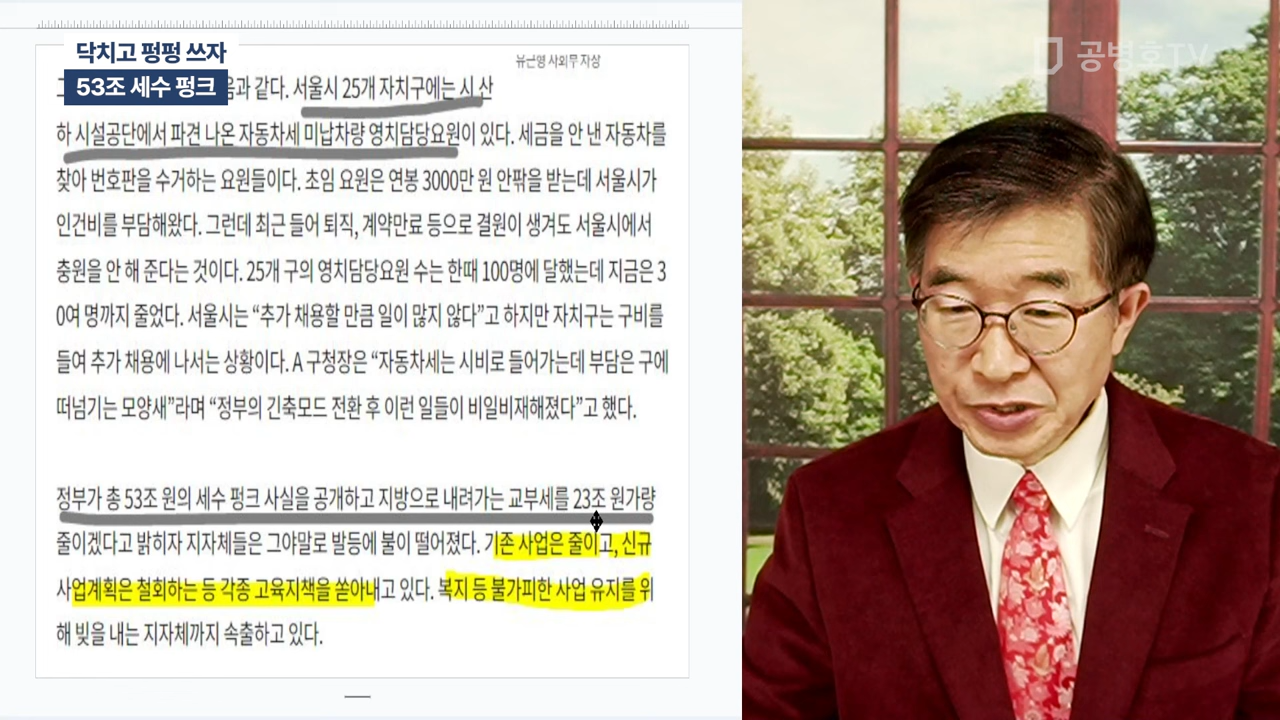 닥치고 펑펑 쓰자
53조 세수 펑크
공병호TV
유근영 사회부 차장
음과 같다. 서울시 25개 자치구에는 시 산
하 시설공단에서 파견 나온 자동차세 미납차량 영치담당요원이 있다. 세금을 안 낸 자동차를
찾아 번호판을 수거하는 요원들이다. 초임 요원은 연봉 3000만 원 안팎을 받는데 서울시가
인건비를 부담해왔다. 그런데 최근 들어 퇴직, 계약만료 등으로 결원이 생겨도 서울시에서
충원을 안 해 준다는 것이다. 25개 구의 영치담당요원 수는 한때 100명에 달했는데 지금은 3
0여 명까지 줄었다. 서울시는 “추가 채용할 만큼 일이 많지 않다”고 하지만 자치구는 구비를
들여 추가 채용에 나서는 상황이다. A 구청장은 “자동차세는 시비로 들어가는데 부담은 구에
떠넘기는 모양새”라며 “정부의 긴축모드 전환 후 이런 일들이 비일비재해졌다”고 했다.
정부가 총 53조 원의 세수 펑크 사실을 공개하고 지방으로 내려가는 교부세를 23조 원가량
줄이겠다고 밝히자 지자체들은 그야말로 발등에 불이 떨어졌다. 기존 사업은 줄이고, 신규
사업계획은 철회하는 등 각종 고육지책을 쏟아내고 있다. 복지 등 불가피한 사업 유지를 위
해 빚을 내는 지자체까지 속출하고 있다.